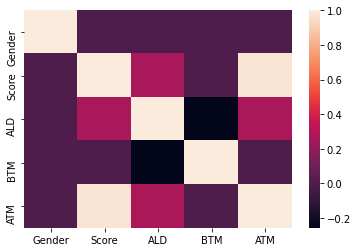 Gender
Score
ALD
BTM
ATM
Gender Score ALD BTM ATM
1.0
0.8
0.6
0.4
0.2
0.0
−0.2